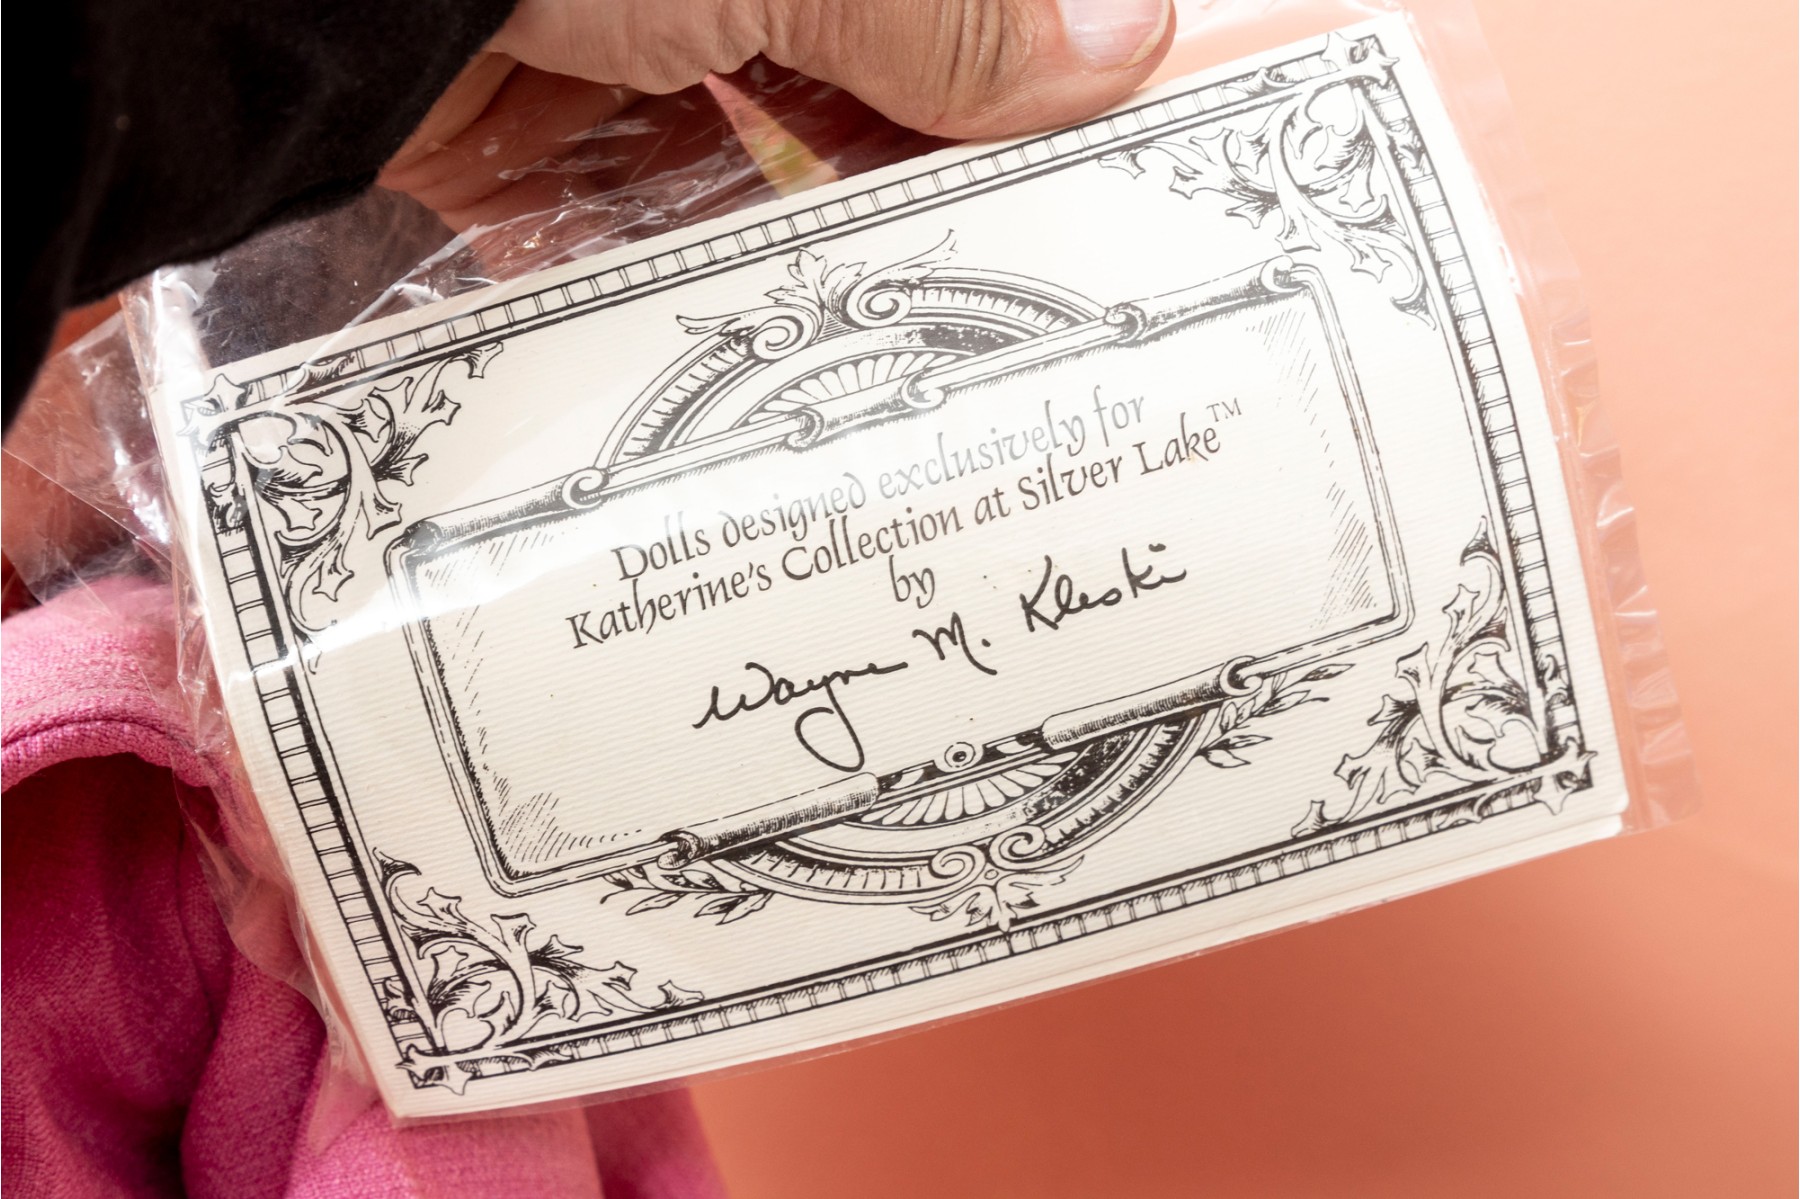 Dolls designed exclusively for
Katherine's Collection at Silver Lake™
by
Wayne M. Kleski